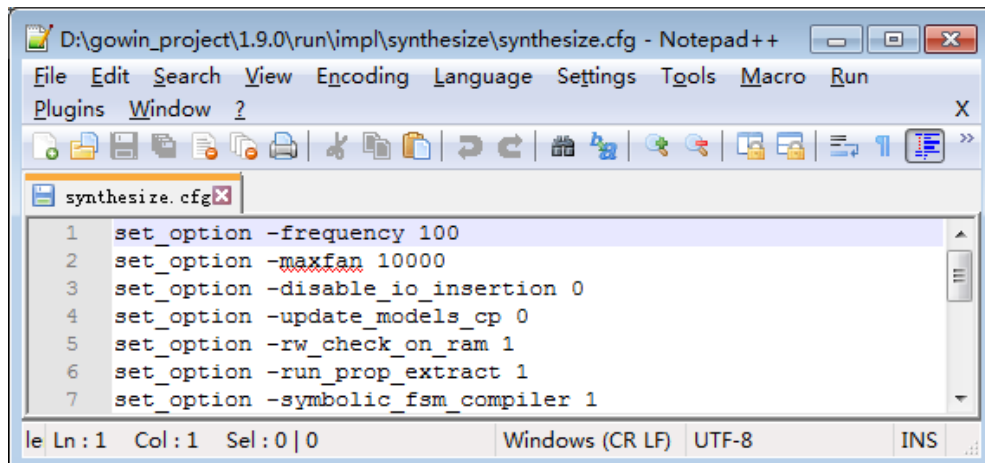 D:\gowin_project\1.9.0\run\impl\synthesize\synthesize.cfg - Notepad++
File Edit Search View Encoding Language Settings Tools Macro Run
Plugins Window ? X
synthesize.cfg
1 set_option -frequency 100
2 set_option -maxfan 10000
3 set_option -disable_io_insertion 0
4 set_option -update_models_cp 0
5 set_option -rw_check_on_ram 1
6 set_option -run_prop_extract 1
7 set_option -symbolic_fsm_compiler 1
le Ln : 1 Col : 1 Sel : 0 | 0 Windows (CR LF) UTF-8 INS